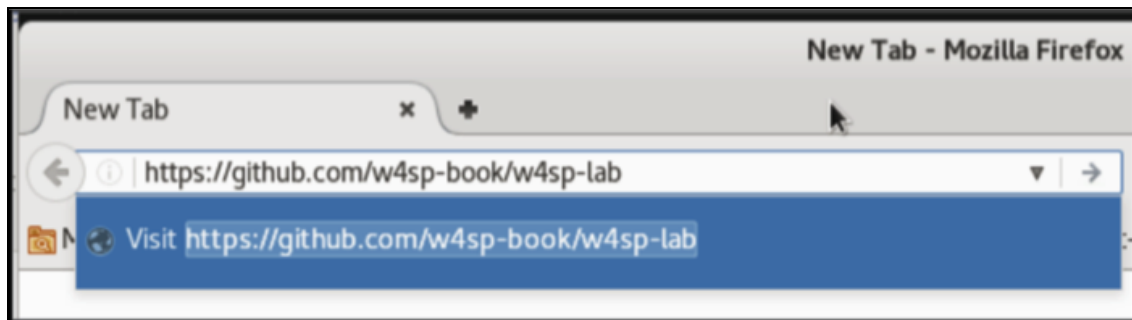 New Tab - Mozilla Firefox
New Tab
https://github.com/w4sp-book/w4sp-lab
Visit https://github.com/w4sp-book/w4sp-lab